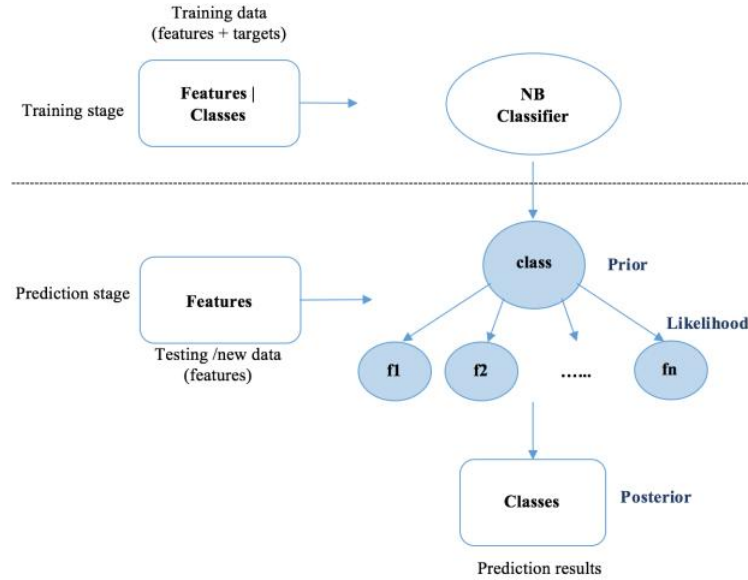 Training data
(features + targets)
Training stage
Features |
Classes
NB
Classifier
Prediction stage
Features
Testing /new data
(features)
class
Prior
Likelihood
f1
f2
......
fn
Classes
Posterior
Prediction results